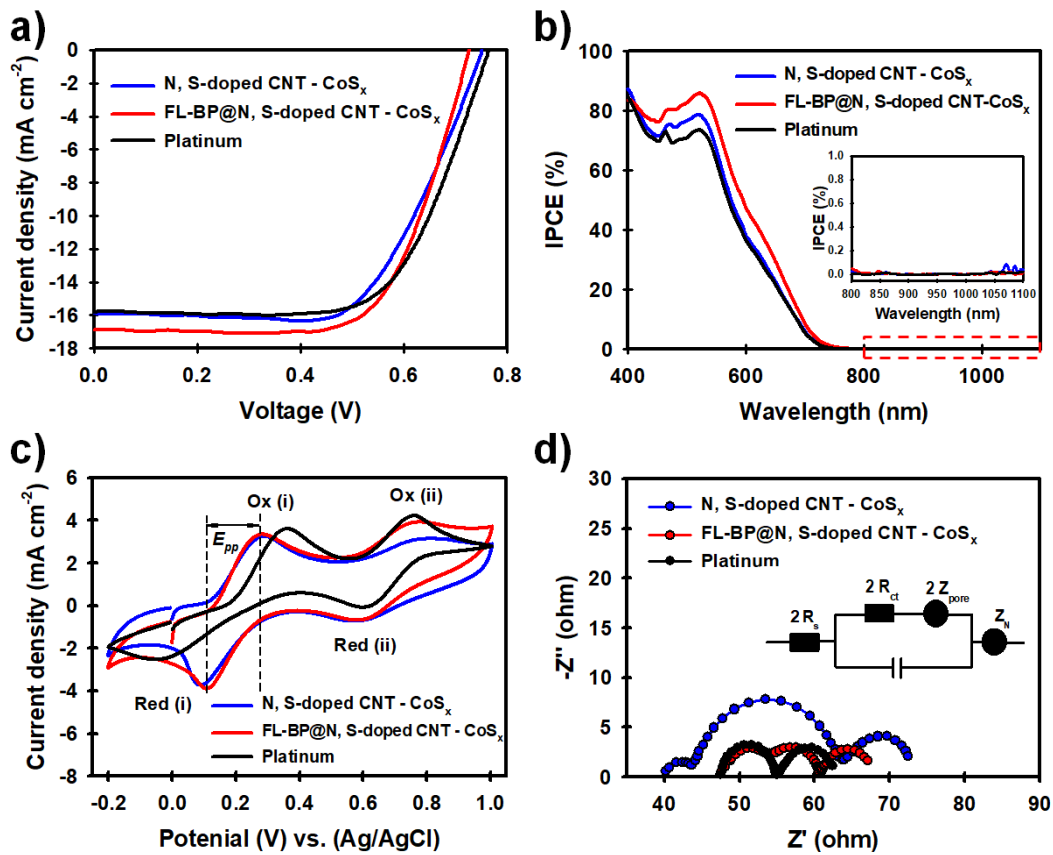 a)
Current density (mA cm⁻²)
0
-2
-4
-6
-8
-10
-12
-14
-16
-18
N, S-doped CNT - CoSₓ
FL-BP@N, S-doped CNT - CoSₓ
Platinum
0.0 0.2 0.4 0.6 0.8
Voltage (V)
b)
IPCE (%)
100
80
60
40
20
0
N, S-doped CNT - CoSₓ
FL-BP@N, S-doped CNT-CoSₓ
Platinum
IPCE (%)
1.0
0.8
0.6
0.4
0.2
0.0
800 850 900 950 1000 1050 1100
Wavelength (nm)
400 600 800 1000
Wavelength (nm)
c)
Current density (mA cm⁻²)
6
4
2
0
-2
-4
-6
-8
Ox (i)
Ox (ii)
Epp
Red (ii)
Red (i)
N, S-doped CNT - CoSₓ
FL-BP@N, S-doped CNT - CoSₓ
Platinum
-0.2 0.0 0.2 0.4 0.6 0.8 1.0
Potenial (V) vs. (Ag/AgCl)
d)
-Z'' (ohm)
30
25
20
15
10
5
0
N, S-doped CNT - CoSₓ
FL-BP@N, S-doped CNT - CoSₓ
Platinum
2 Rct
2 Zpore
2 Rs
ZN
40 50 60 70 80 90
Z' (ohm)